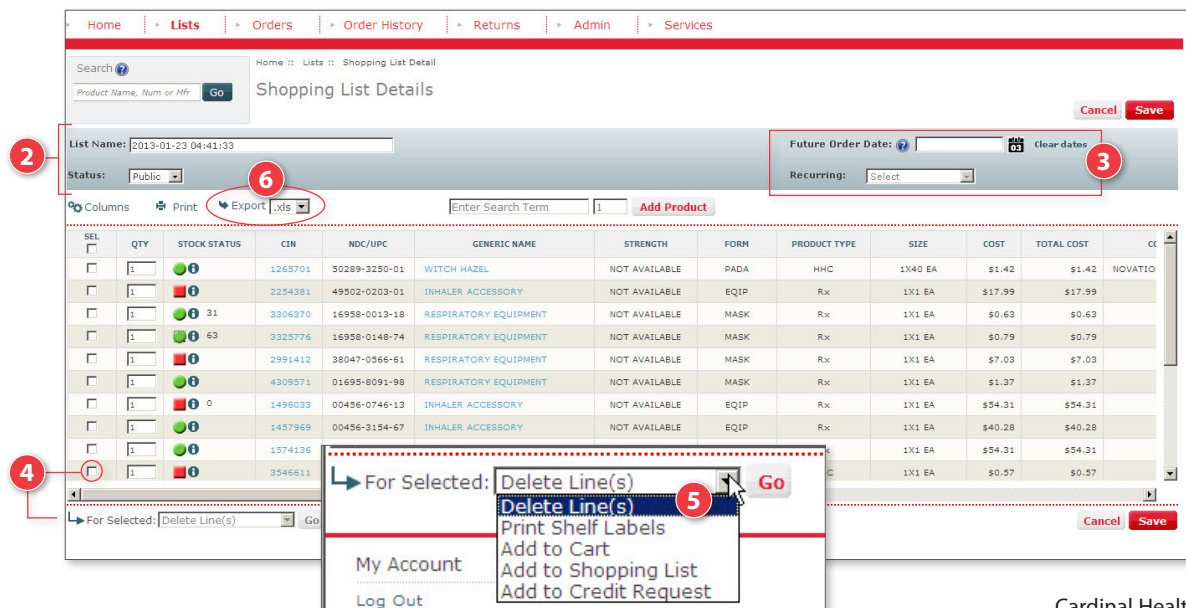 Home Lists Orders Order History Returns Admin Services
Search
Product Name, Num or Mfr Go
Home :: Lists :: Shopping List Detail
Shopping List Details
Cancel Save
2
List Name: 2013-01-23 04:41:33
Status: Public
Future Order Date: 03 Clear dates
Recurring: Select
3
6
Columns Print Export .xls Enter Search Term 1 Add Product
SEL QTY STOCK STATUS CIN NDC/UPC GENERIC NAME STRENGTH FORM PRODUCT TYPE SIZE COST TOTAL COST
1 1265701 50289-3250-01 WITCH HAZEL NOT AVAILABLE PADA HHC 1X40 EA $1.42 $1.42 NOVATIO
1 2254381 49502-0203-01 INHALER ACCESSORY NOT AVAILABLE EQIP Rx 1X1 EA $17.99 $17.99
1 31 3306370 16958-0013-18 RESPIRATORY EQUIPMENT NOT AVAILABLE MASK Rx 1X1 EA $0.63 $0.63
1 63 3325776 16958-0148-74 RESPIRATORY EQUIPMENT NOT AVAILABLE MASK Rx 1X1 EA $0.79 $0.79
1 2991412 38047-0566-61 RESPIRATORY EQUIPMENT NOT AVAILABLE MASK Rx 1X1 EA $7.03 $7.03
1 4309571 01695-8091-98 RESPIRATORY EQUIPMENT NOT AVAILABLE MASK Rx 1X1 EA $1.37 $1.37
1 0 1496033 00456-0746-13 INHALER ACCESSORY NOT AVAILABLE EQIP Rx 1X1 EA $54.31 $54.31
1 1457969 00456-3154-67 INHALER ACCESSORY NOT AVAILABLE EQIP Rx 1X1 EA $40.28 $40.28
1 1574136 1X1 EA $54.31 $54.31
4
1 3546611 C 1X1 EA $0.57 $0.57
For Selected: Delete Line(s) Go
Cancel Save
For Selected: Delete Line(s) Go
5
Delete Line(s)
Print Shelf Labels
Add to Cart
Add to Shopping List
Add to Credit Request
My Account
Log Out
Cardinal Healt